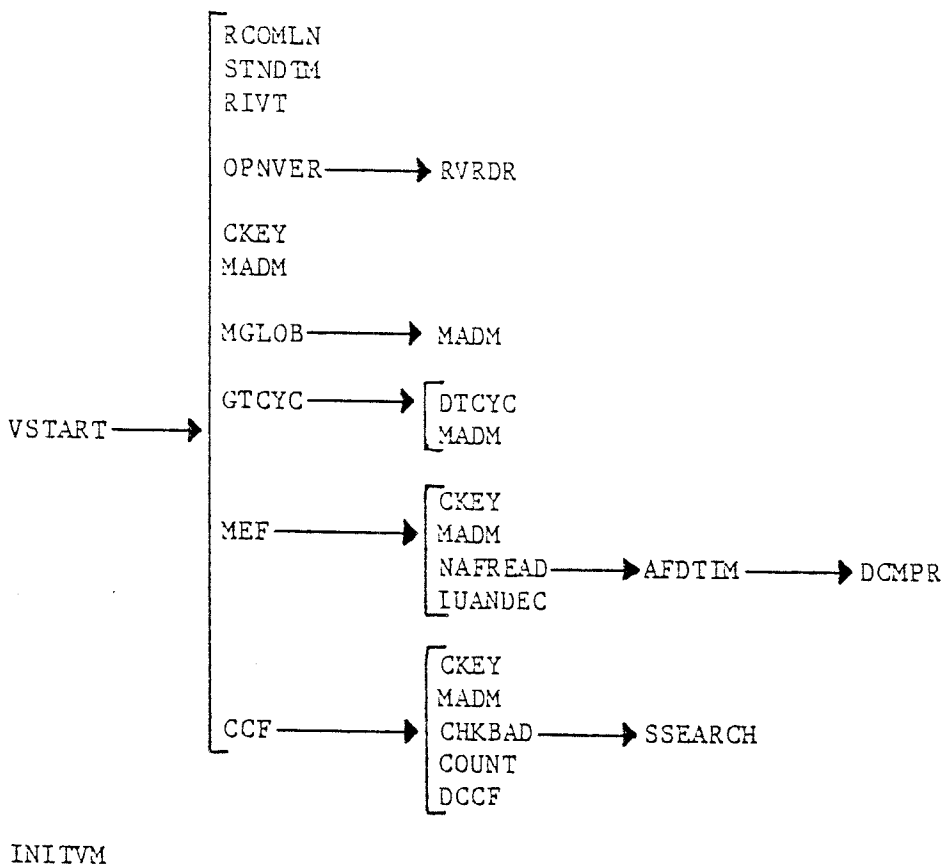 RCOMLN
STNDTM
RIVT
OPNVER RVRDR
CKEY
MADM
MGLOB MADM
GTCYC DTCYC
VSTART MADM
CKEY
MEF MADM
NAFREAD AFDTIM DCMPR
IUANDEC
CKEY
MADM
CCF CHKBAD SSEARCH
COUNT
DCCF
INITVM